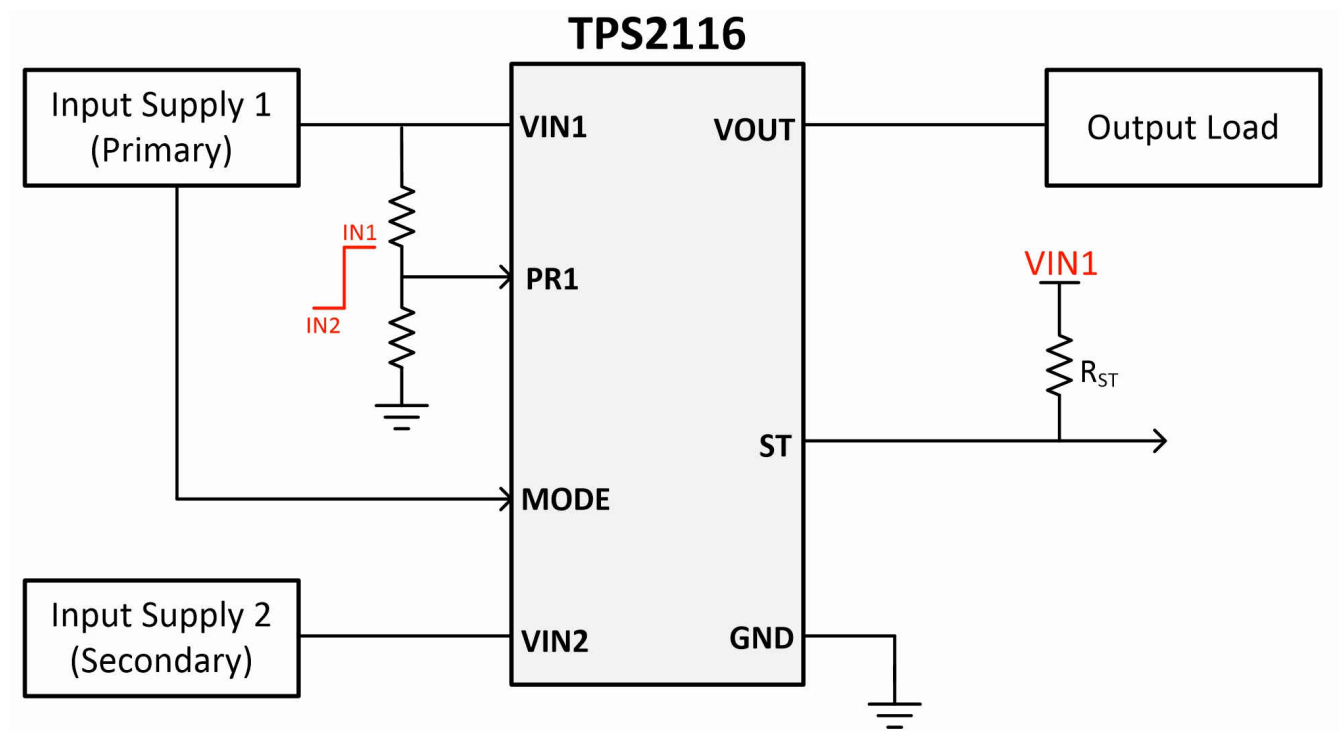 TPS2116
Input Supply 1
(Primary)
VIN1
VOUT
Output Load
IN1
PR1
IN2
VIN1
R_ST
ST
MODE
Input Supply 2
(Secondary)
VIN2
GND